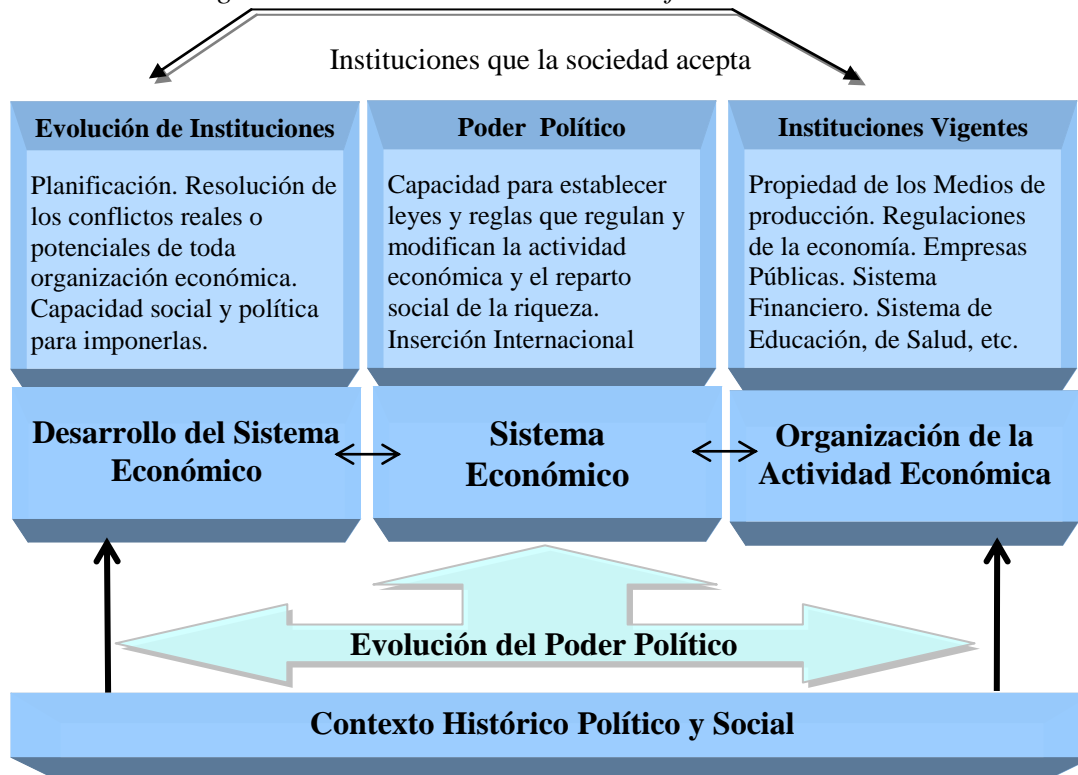 Instituciones que la sociedad acepta
Evolución de Instituciones
Planificación. Resolución de
los conflictos reales o
potenciales de toda
organización económica.
Capacidad social y política
para imponerlas.
Poder Político
Capacidad para establecer
leyes y reglas que regulan y
modifican la actividad
económica y el reparto
social de la riqueza.
Inserción Internacional
Instituciones Vigentes
Propiedad de los Medios de
producción. Regulaciones
de la economía. Empresas
Públicas. Sistema
Financiero. Sistema de
Educación, de Salud, etc.
Desarrollo del Sistema
Económico
Sistema
Económico
Organización de la
Actividad Económica
Evolución del Poder Político
Contexto Histórico Político y Social